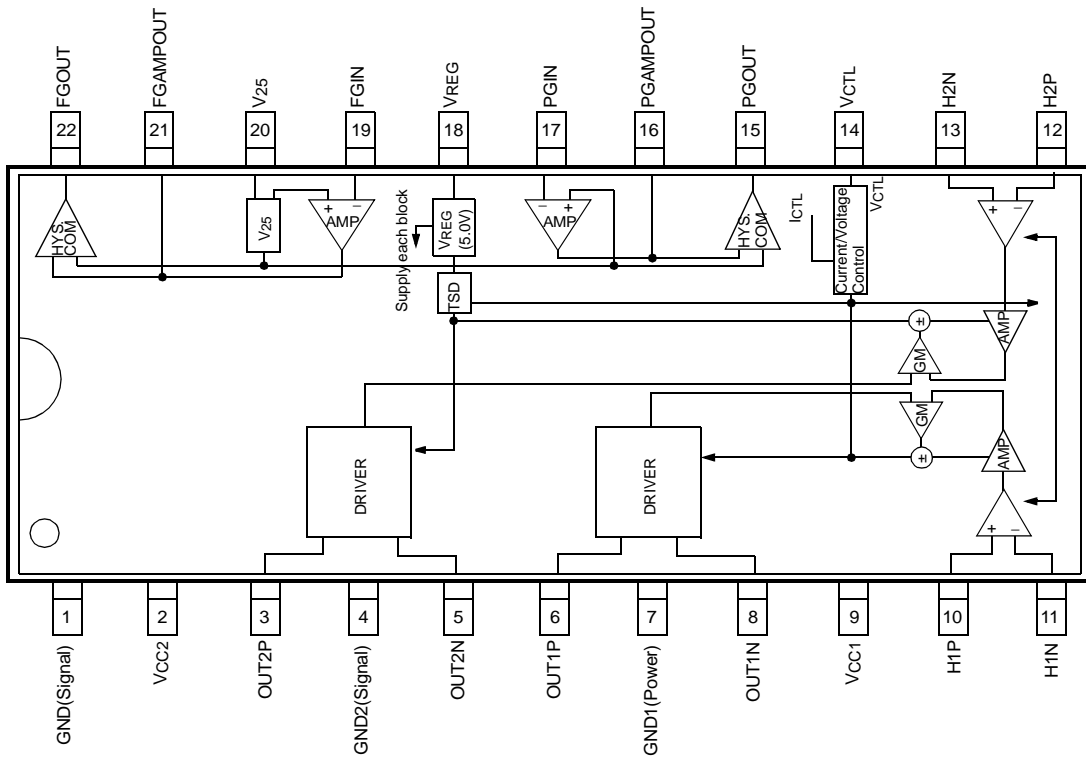 FGOUT
FGAMPOUT
V25
FGIN
VREG
PGIN
PGAMPOUT
PGOUT
VCTL
H2N
H2P
22
21
20
19
18
17
16
15
14
13
12
HYS.
COM
V25
+
−
AMP
Supply each block
VREG
(5.0V)
TSD
−
+
AMP
HYS.
COM
ICTL
VCTL
Current/Voltage
Control
+
−
AMP
±
GM
GM
±
AMP
+
−
DRIVER
DRIVER
1
2
3
4
5
6
7
8
9
10
11
GND(Signal)
VCC2
OUT2P
GND2(Signal)
OUT2N
OUT1P
GND1(Power)
OUT1N
VCC1
H1P
H1N